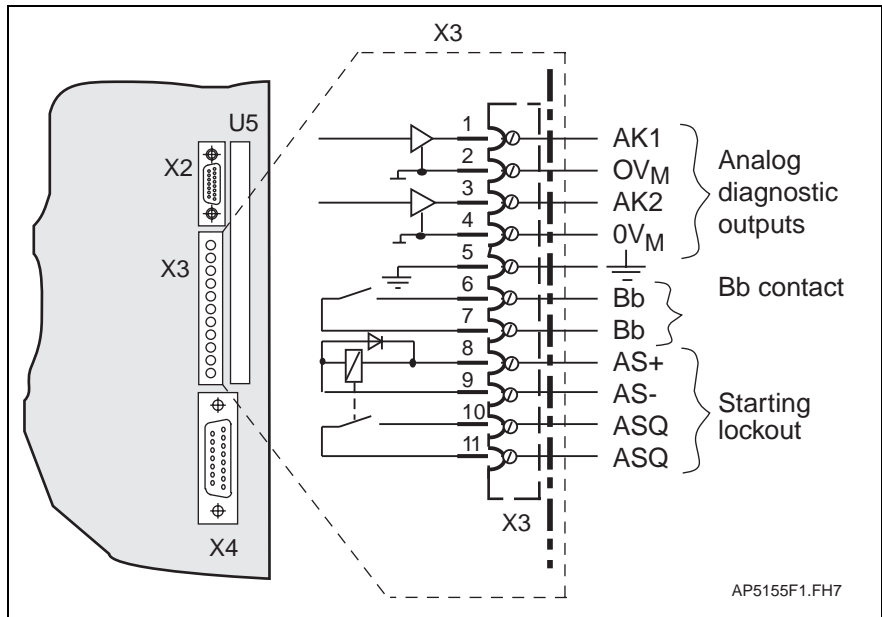 X3
U5
X2
X3
X4
1 AK1
2 OVM
3 AK2
4 0VM
5
6 Bb
7 Bb
8 AS+
9 AS-
10 ASQ
11 ASQ
Analog
diagnostic
outputs
Bb contact
Starting
lockout
X3
AP5155F1.FH7